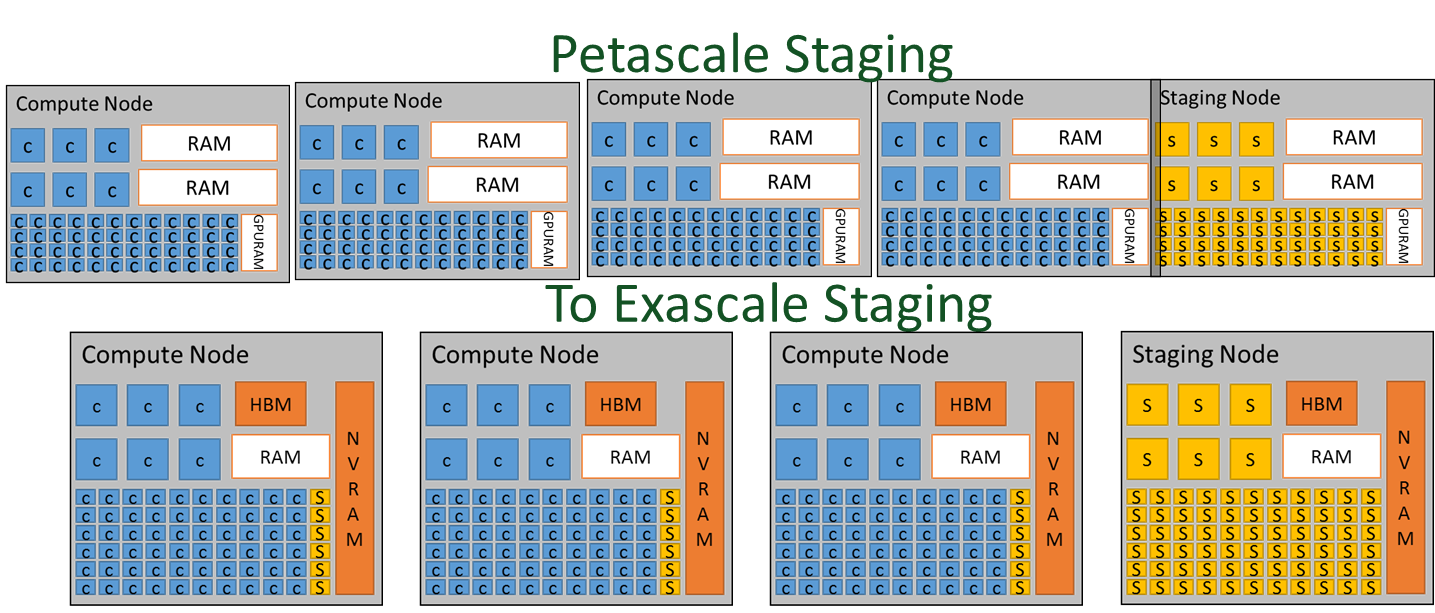 Petascale Staging
Compute Node
c c c RAM
c c c RAM
C C C C C C C C C C C C
C C C C C C C C C C C C
C C C C C C C C C C C C
C C C C C C C C C C C C
GPURAM
Compute Node
c c c RAM
c c c RAM
C C C C C C C C C C C C
C C C C C C C C C C C C
C C C C C C C C C C C C
C C C C C C C C C C C C
GPURAM
Compute Node
c c c RAM
c c c RAM
C C C C C C C C C C C C
C C C C C C C C C C C C
C C C C C C C C C C C C
C C C C C C C C C C C C
GPURAM
Compute Node
c c c RAM
c c c RAM
C C C C C C C C C C C C
C C C C C C C C C C C C
C C C C C C C C C C C C
C C C C C C C C C C C C
GPURAM
Staging Node
s s s RAM
s s s RAM
S S S S S S S S S S S S
S S S S S S S S S S S S
S S S S S S S S S S S S
S S S S S S S S S S S S
GPURAM
To Exascale Staging
Compute Node
c c c HBM
c c c RAM
c c c c c c c c c c S
c c c c c c c c c c S
c c c c c c c c c c S
c c c c c c c c c c S
c c c c c c c c c c S
c c c c c c c c c c S
NVRAM
Compute Node
c c c HBM
c c c RAM
c c c c c c c c c c S
c c c c c c c c c c S
c c c c c c c c c c S
c c c c c c c c c c S
c c c c c c c c c c S
c c c c c c c c c c S
NVRAM
Compute Node
c c c HBM
c c c RAM
c c c c c c c c c c S
c c c c c c c c c c S
c c c c c c c c c c S
c c c c c c c c c c S
c c c c c c c c c c S
c c c c c c c c c c S
NVRAM
Staging Node
S S S HBM
S S S RAM
S S S S S S S S S S S
S S S S S S S S S S S
S S S S S S S S S S S
S S S S S S S S S S S
S S S S S S S S S S S
S S S S S S S S S S S
NVRAM